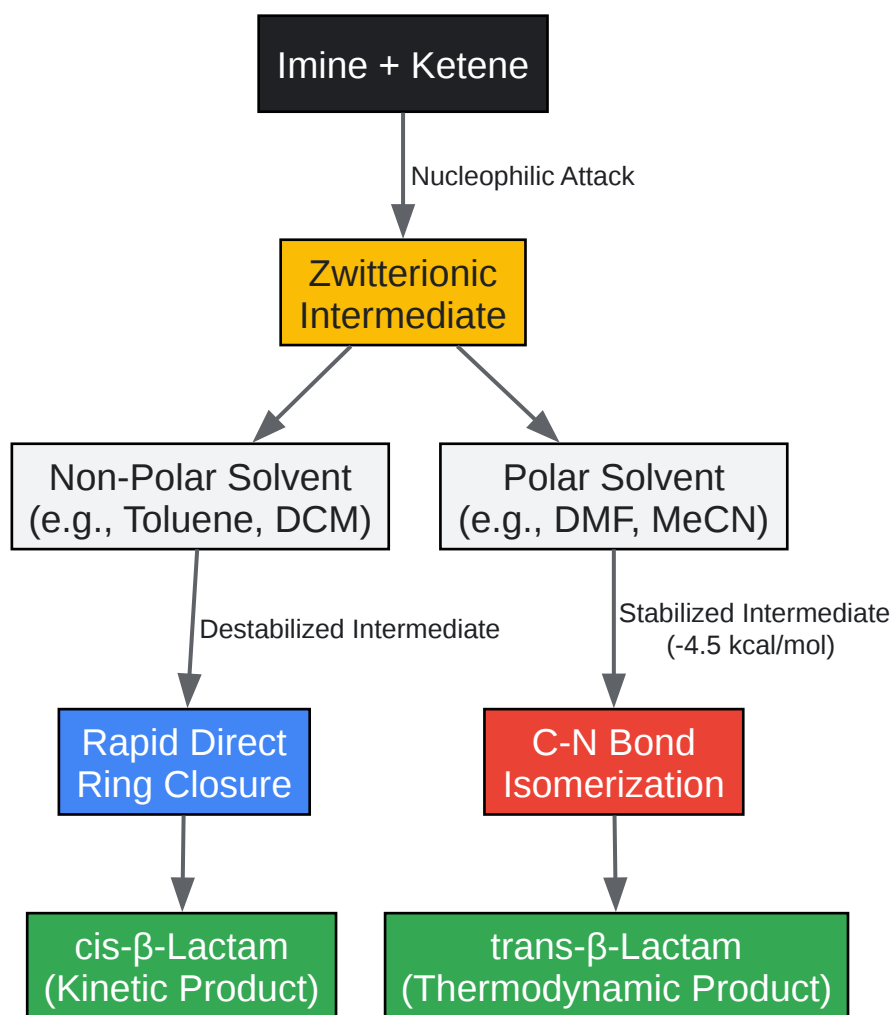 Imine + Ketene
Nucleophilic Attack
Zwitterionic
Intermediate
Non-Polar Solvent
(e.g., Toluene, DCM)
Polar Solvent
(e.g., DMF, MeCN)
Destabilized Intermediate
Stabilized Intermediate
(-4.5 kcal/mol)
Rapid Direct
Ring Closure
C-N Bond
Isomerization
cis-β-Lactam
(Kinetic Product)
trans-β-Lactam
(Thermodynamic Product)